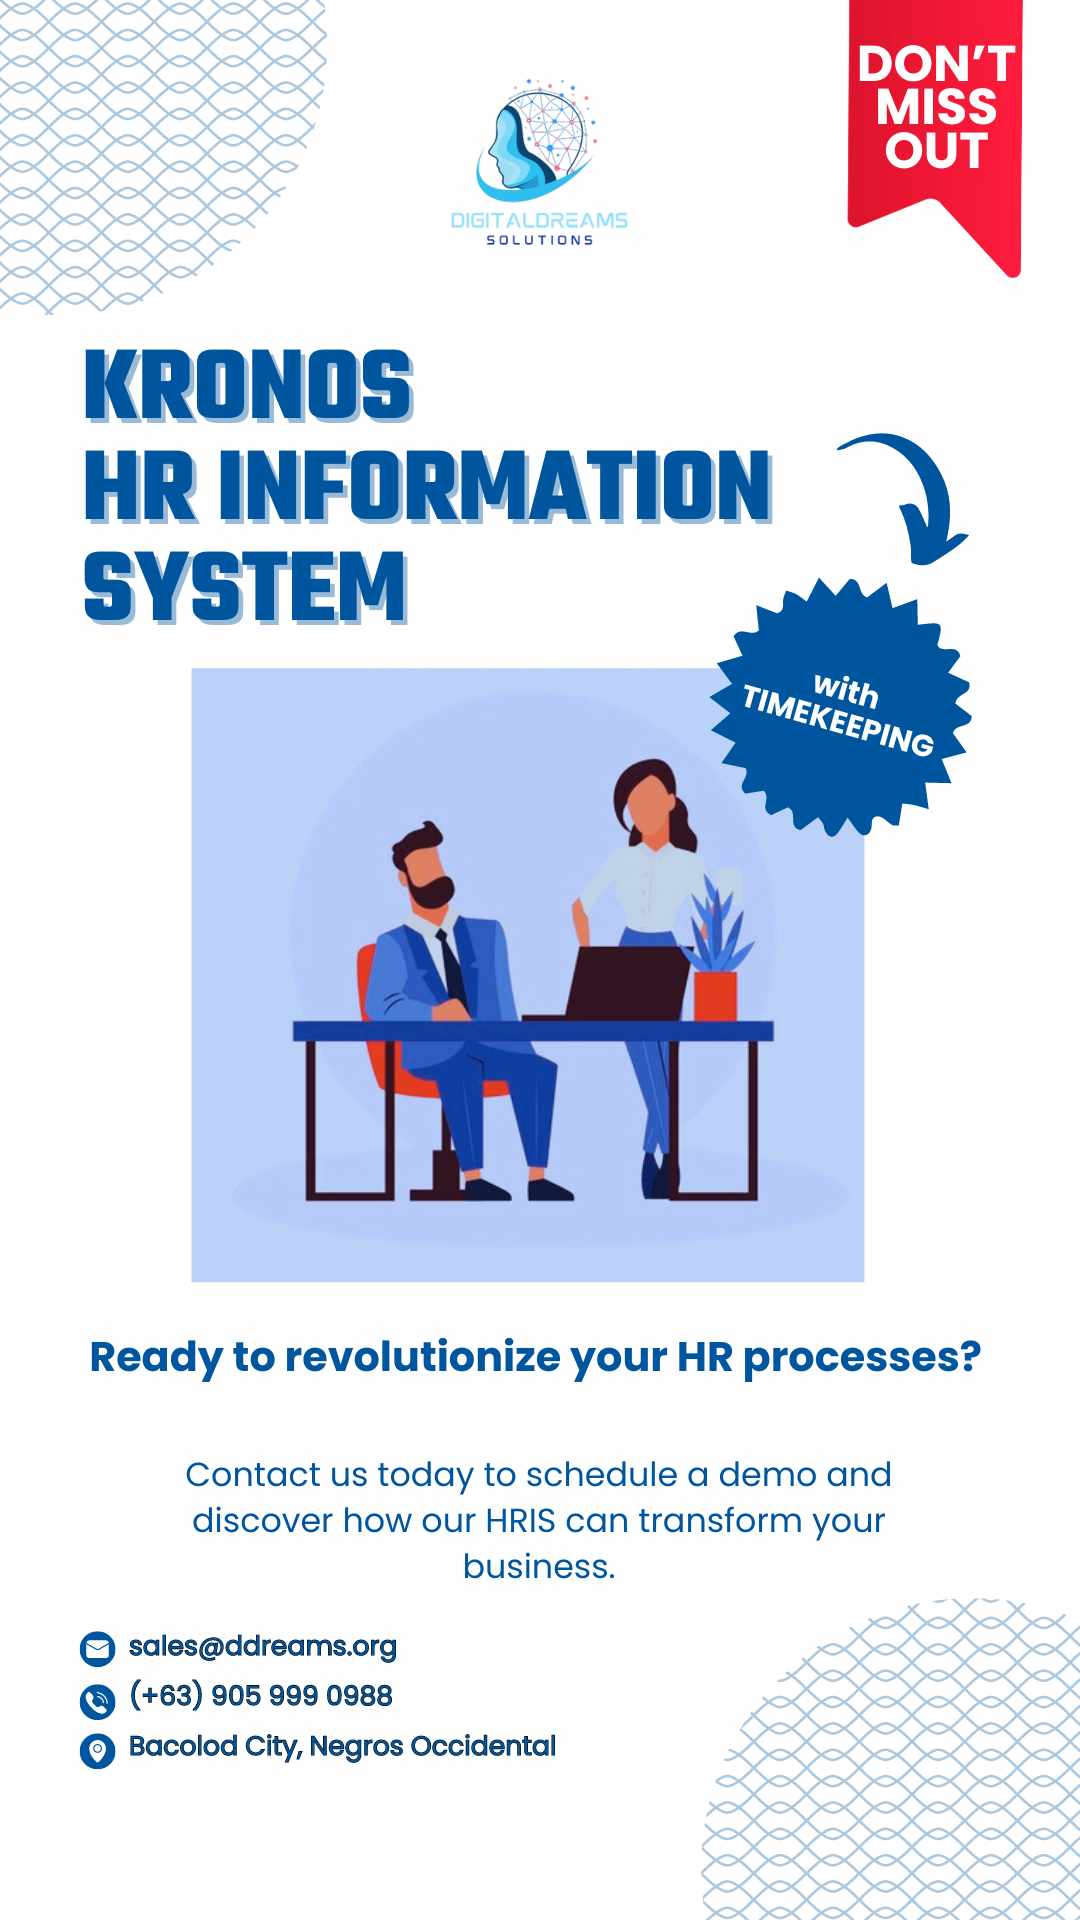 DON'T
MISS
OUT
DIGITALDREAMS
SOLUTIONS
KRONOS
HR INFORMATION
SYSTEM
with
TIMEKEEPING
Ready to revolutionize your HR processes?
Contact us today to schedule a demo and
discover how our HRIS can transform your
business.
sales@ddreams.org
(+63) 905 999 0988
Bacolod City, Negros Occidental